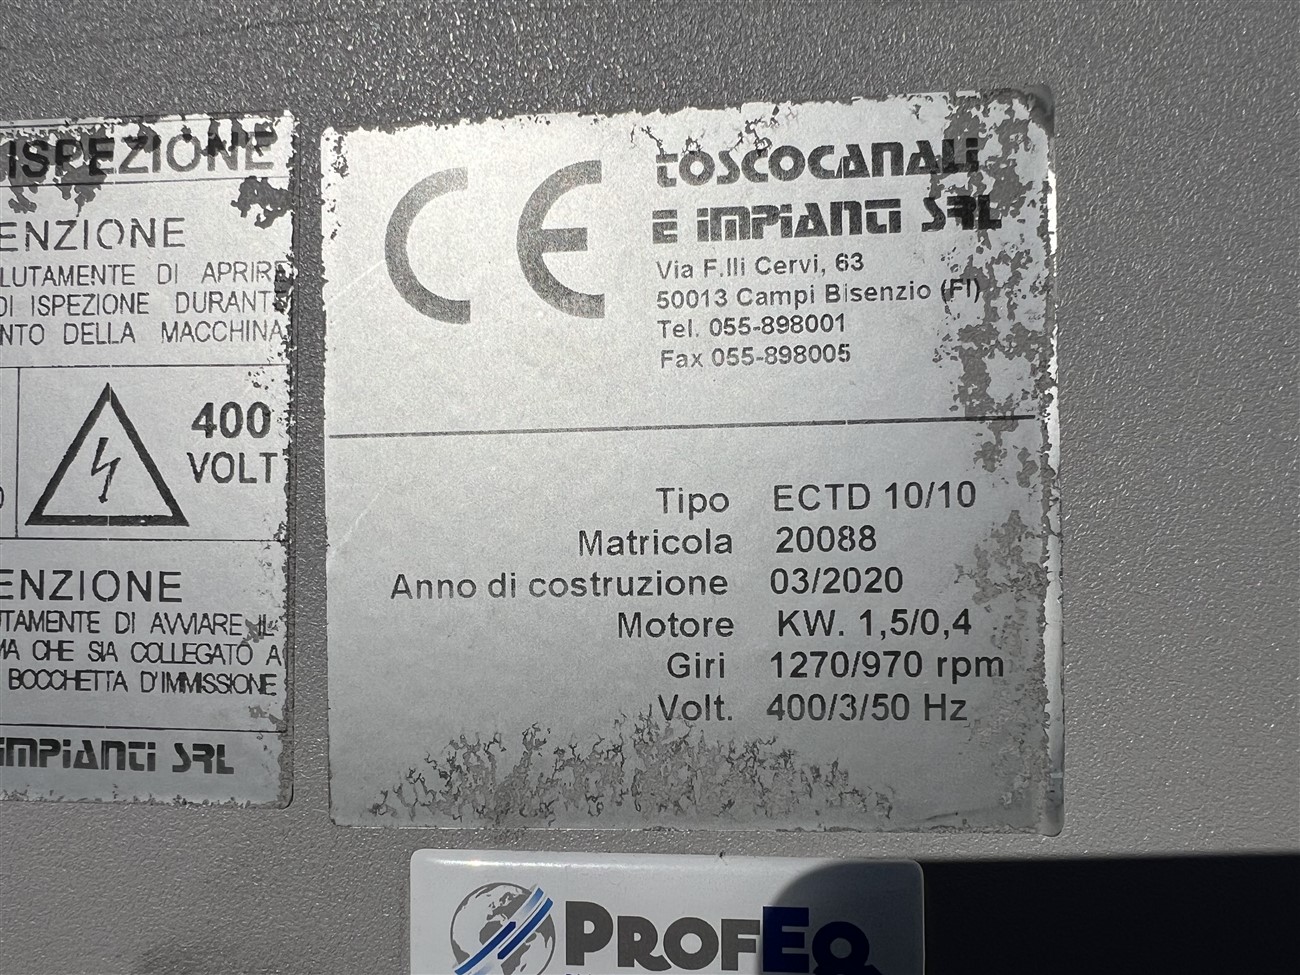 ISPEZIONE
ENZIONE
LUTAMENTE DI APRIRE
DI ISPEZIONE DURANTE
NTO DELLA MACCHINA
400
VOLT
ENZIONE
UTAMENTE DI AVVIARE IL
MA CHE SIA COLLEGATO A
BOCCHETTA D'IMMISSIONE
IMPIANTI SRL
CE
TOSCOCANALI
E IMPIANTI SRL
Via F.lli Cervi, 63
50013 Campi Bisenzio (FI)
Tel. 055-898001
Fax 055-898005
Tipo ECTD 10/10
Matricola 20088
Anno di costruzione 03/2020
Motore KW. 1,5/0,4
Giri 1270/970 rpm
Volt. 400/3/50 Hz
PROFEQ